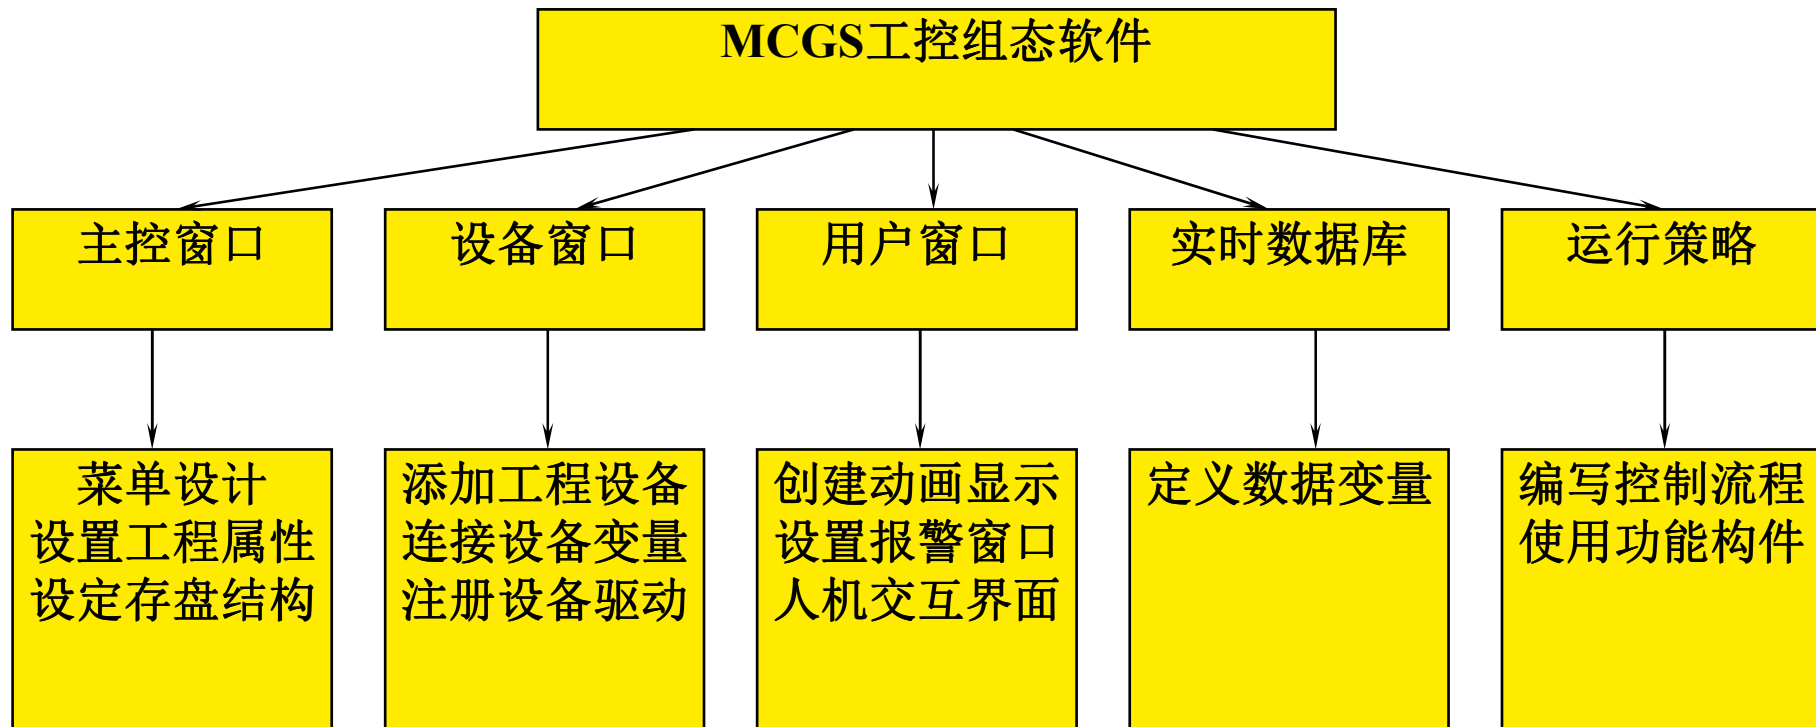 MCGS工控组态软件
主控窗口
设备窗口
用户窗口
实时数据库
运行策略
菜单设计
设置工程属性
设定存盘结构
添加工程设备
连接设备变量
注册设备驱动
创建动画显示
设置报警窗口
人机交互界面
定义数据变量
编写控制流程
使用功能构件